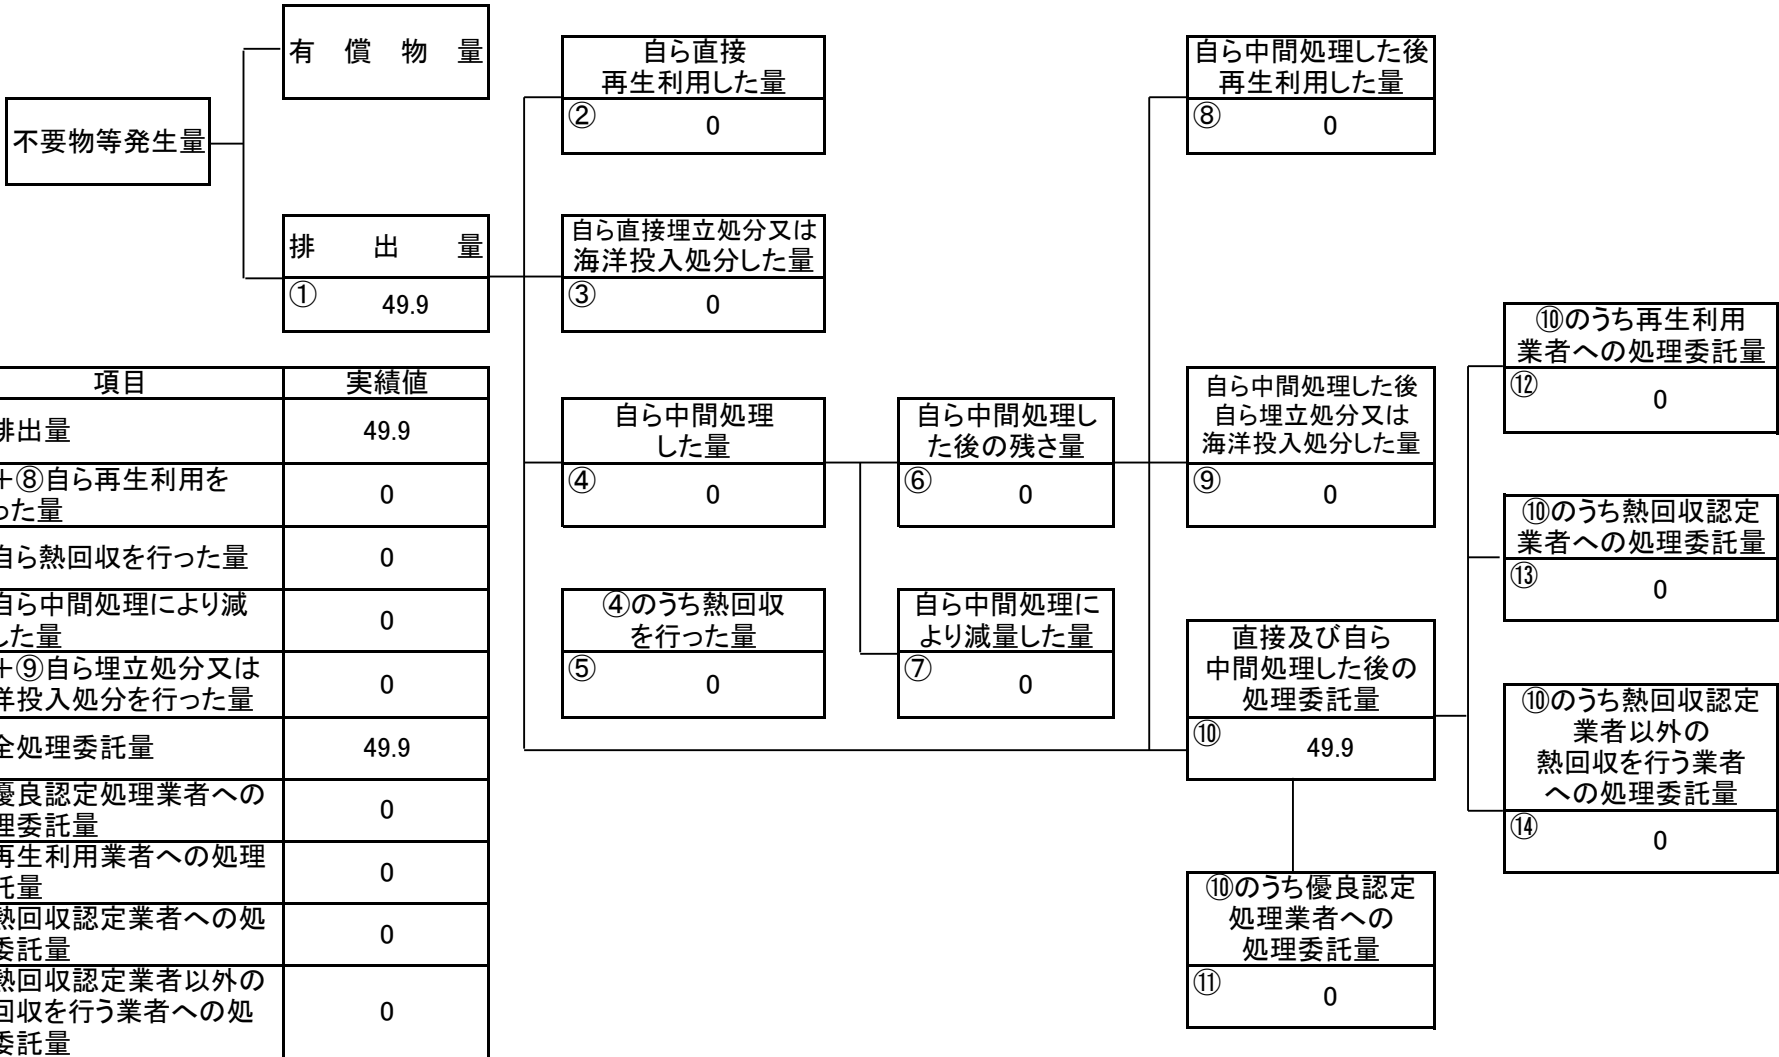 有償物量
不要物等発生量
排出量
① 49.9
自ら直接
再生利用した量
② 0
自ら直接埋立処分又は
海洋投入処分した量
③ 0
自ら中間処理
した量
④ 0
④のうち熱回収
を行った量
⑤ 0
自ら中間処理し
た後の残さ量
⑥ 0
自ら中間処理に
より減量した量
⑦ 0
自ら中間処理した後
再生利用した量
⑧ 0
自ら中間処理した後
自ら埋立処分又は
海洋投入処分した量
⑨ 0
直接及び自ら
中間処理した後の
処理委託量
⑩ 49.9
⑩のうち優良認定
処理業者への
処理委託量
⑪ 0
⑩のうち再生利用
業者への処理委託量
⑫ 0
⑩のうち熱回収認定
業者への処理委託量
⑬ 0
⑩のうち熱回収認定
業者以外の
熱回収を行う業者
への処理委託量
⑭ 0
項目 実績値
排出量 49.9
+⑧自ら再生利用を
った量 0
自ら熱回収を行った量 0
自ら中間処理により減
した量 0
+⑨自ら埋立処分又は
洋投入処分を行った量 0
全処理委託量 49.9
優良認定処理業者への
理委託量 0
再生利用業者への処理
託量 0
熱回収認定業者への処
委託量 0
熱回収認定業者以外の
回収を行う業者への処
委託量 0